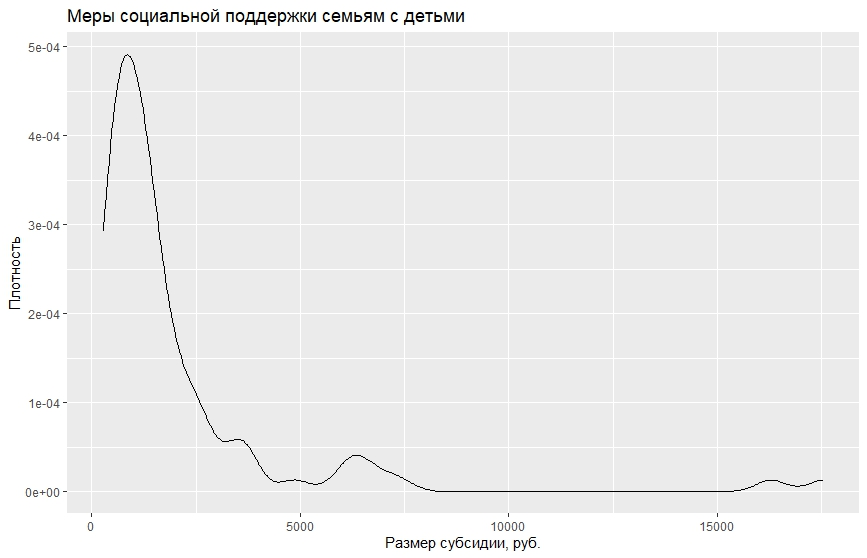 Меры социальной поддержки семьям с детьми
5e-04
4e-04
3e-04
2e-04
1e-04
0e+00
Плотность
0
5000
10000
15000
Размер субсидии, руб.